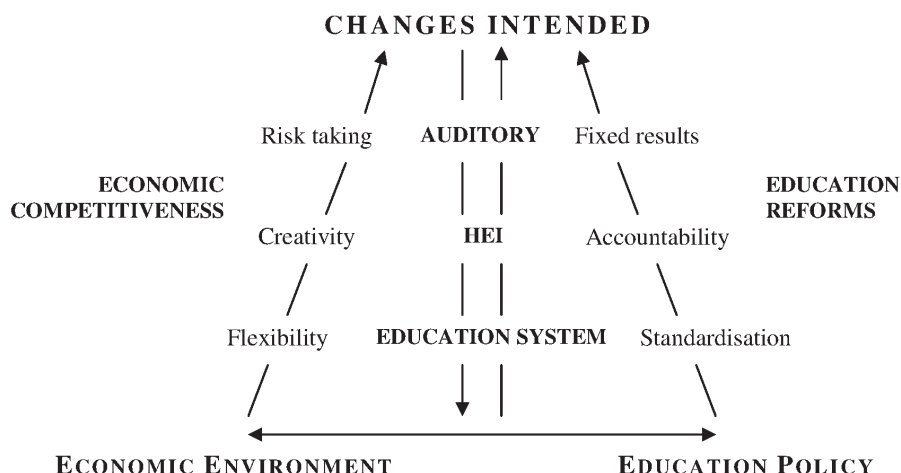 CHANGES INTENDED
Risk taking AUDITORY Fixed results
ECONOMIC
COMPETITIVENESS
EDUCATION
REFORMS
Creativity HEI Accountability
Flexibility EDUCATION SYSTEM Standardisation
ECONOMIC ENVIRONMENT EDUCATION POLICY